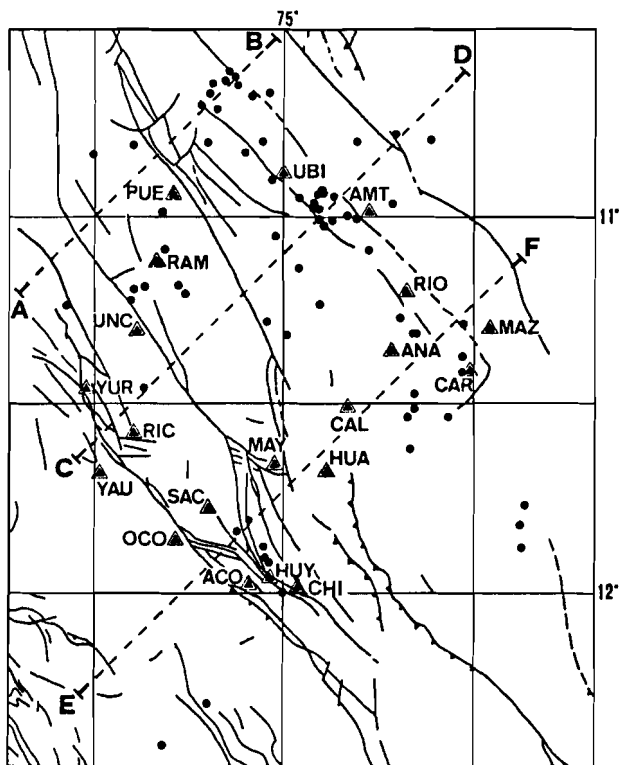 75°
B
D
UBI
PUE
AMT
11°
F
RAM
RIO
A
UNC
MAZ
ANA
CAR
YUR
CAL
RIC
MAY
C
HUA
YAU
SAC
OCO
HUY
ACO
CHI
12°
E